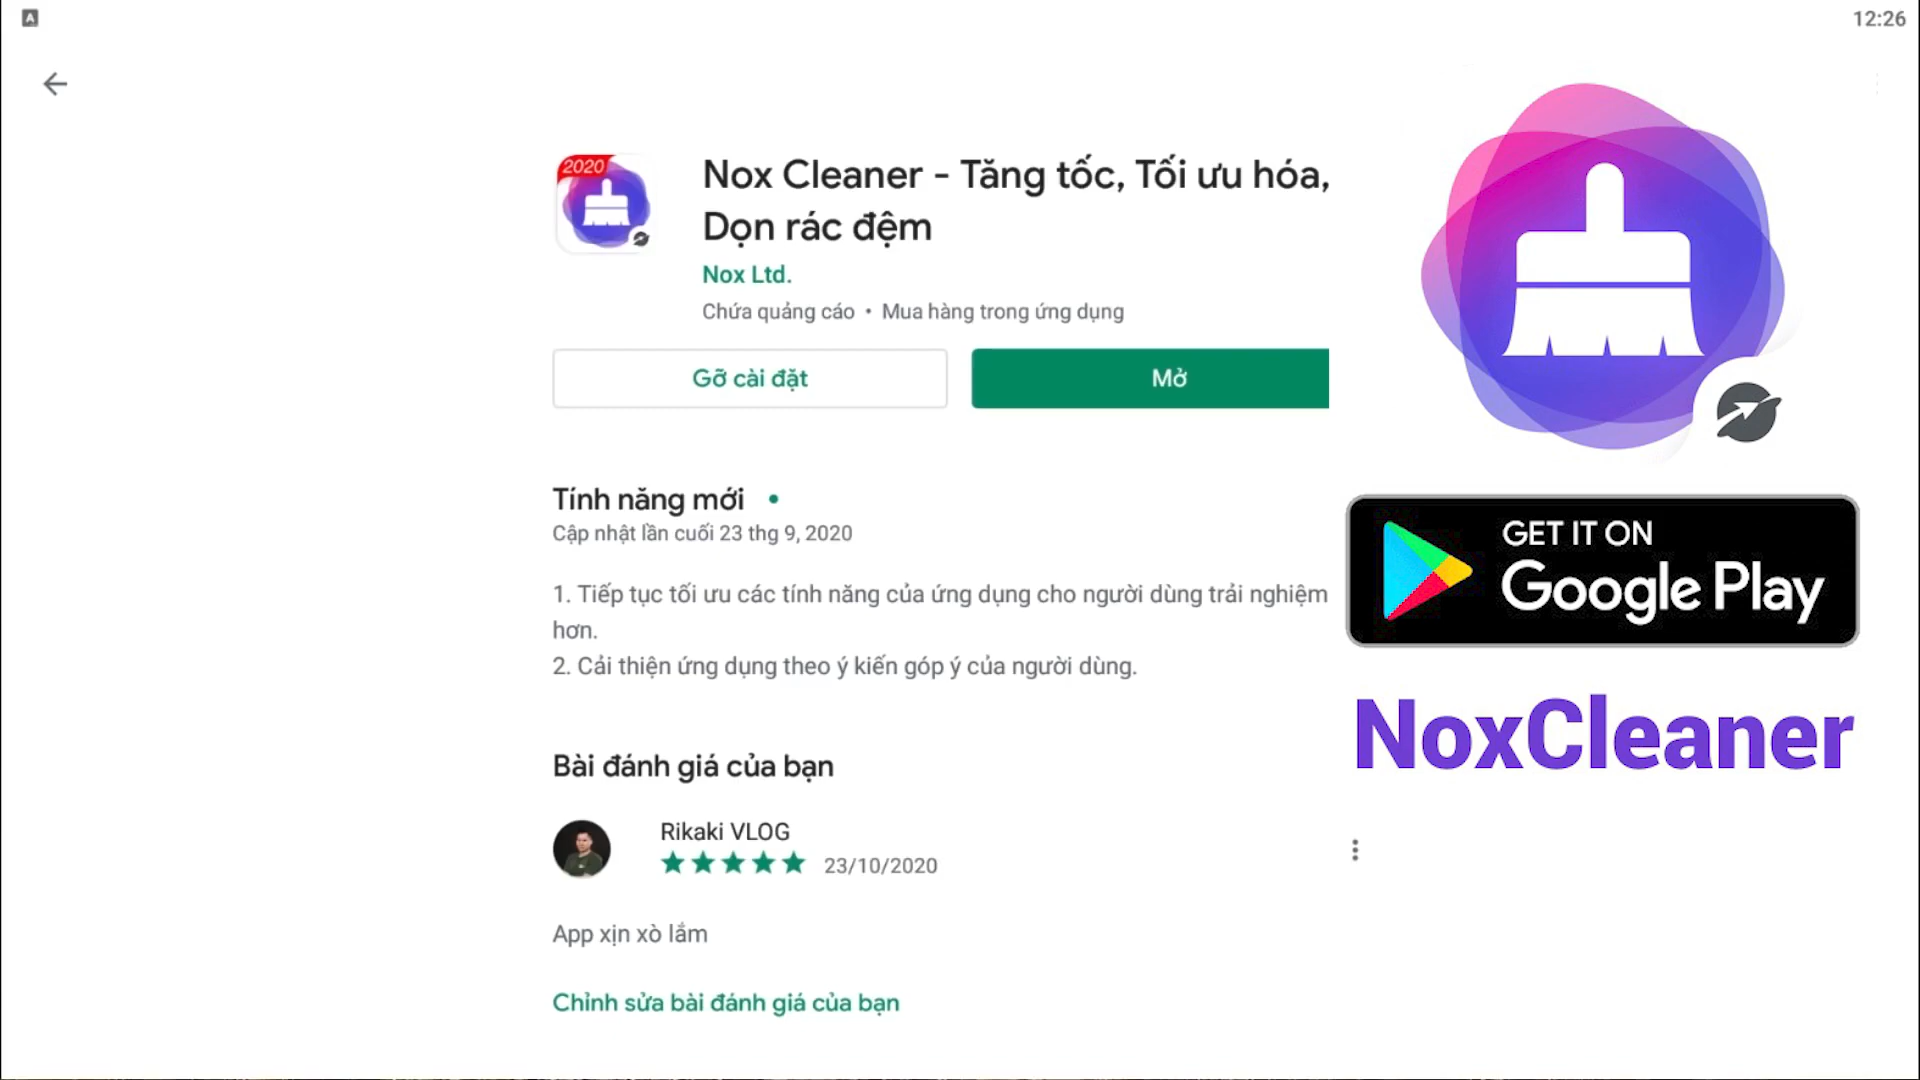 A
12:26
2020
Nox Cleaner - Tăng tốc, Tối ưu hóa,
Dọn rác đệm
Nox Ltd.
Chứa quảng cáo • Mua hàng trong ứng dụng
Gỡ cài đặt
Mở
Tính năng mới •
Cập nhật lần cuối 23 thg 9, 2020
1. Tiếp tục tối ưu các tính năng của ứng dụng cho người dùng trải nghiệm
hơn.
2. Cải thiện ứng dụng theo ý kiến góp ý của người dùng.
Bài đánh giá của bạn
Rikaki VLOG
23/10/2020
App xịn xò lắm
Chỉnh sửa bài đánh giá của bạn
GET IT ON
Google Play
NoxCleaner